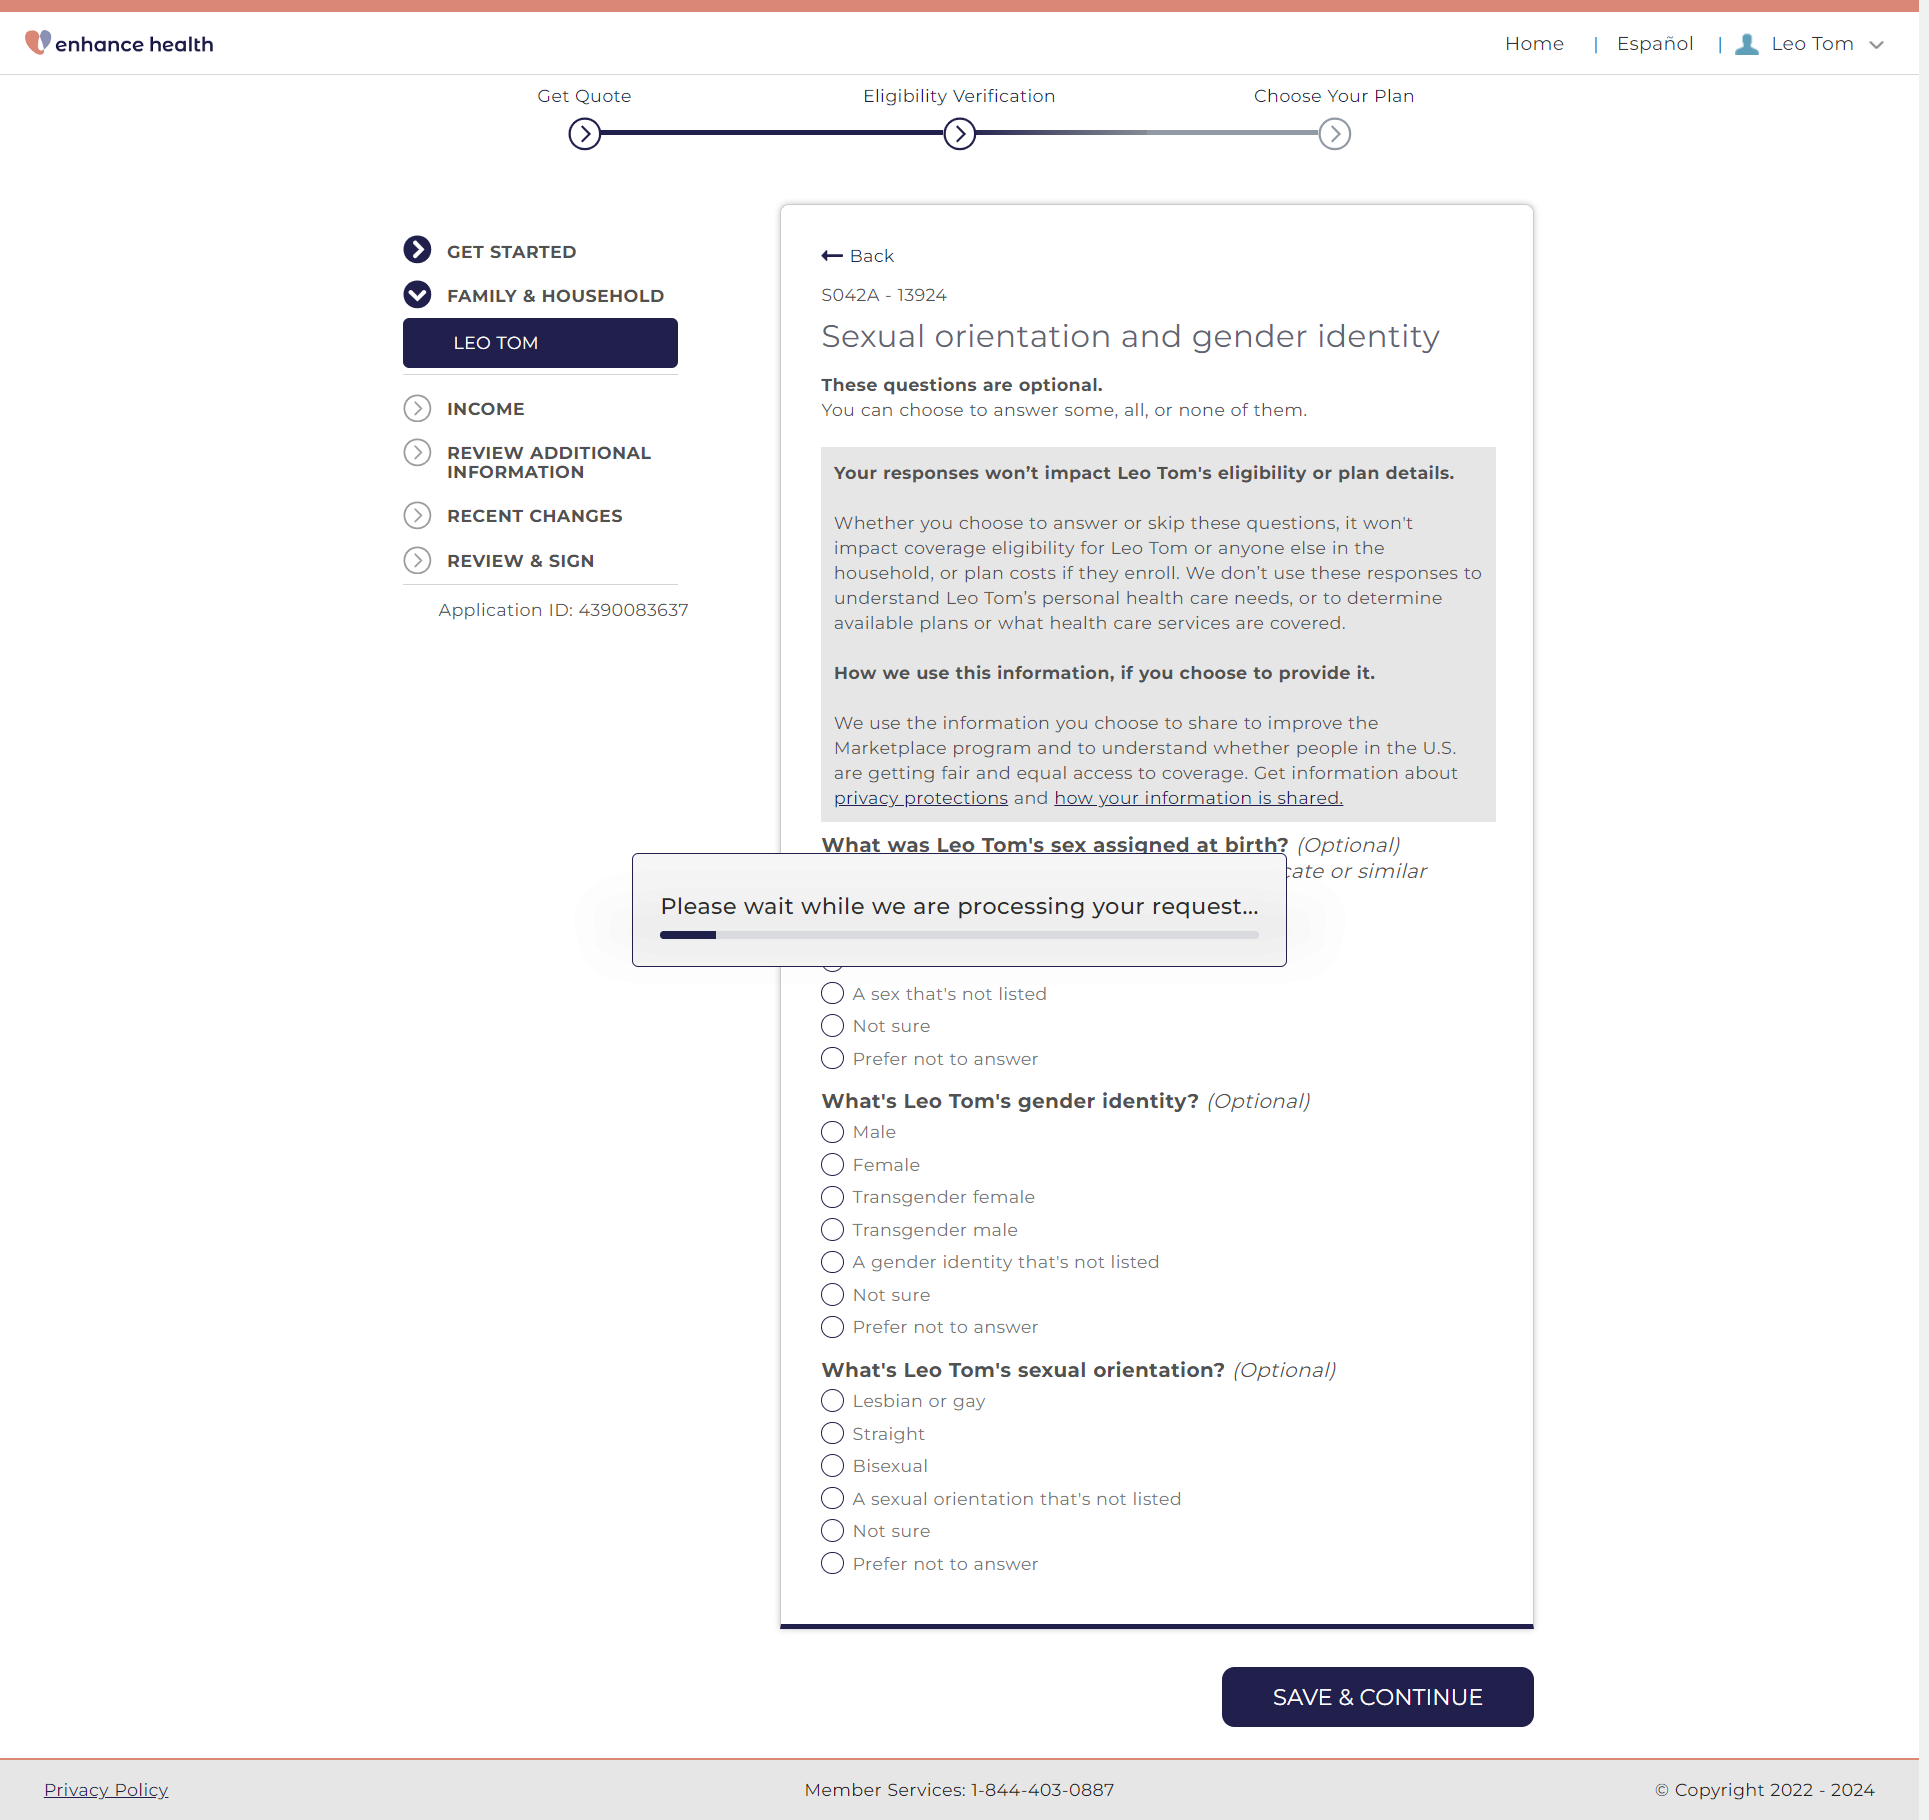 enhance health
Home | Español | Leo Tom
Get Quote
Eligibility Verification
Choose Your Plan
GET STARTED
FAMILY & HOUSEHOLD
LEO TOM
INCOME
REVIEW ADDITIONAL
INFORMATION
RECENT CHANGES
REVIEW & SIGN
Application ID: 4390083637
Back
S042A - 13924
Sexual orientation and gender identity
These questions are optional.
You can choose to answer some, all, or none of them.
Your responses won’t impact Leo Tom's eligibility or plan details.
Whether you choose to answer or skip these questions, it won't
impact coverage eligibility for Leo Tom or anyone else in the
household, or plan costs if they enroll. We don’t use these responses to
understand Leo Tom’s personal health care needs, or to determine
available plans or what health care services are covered.
How we use this information, if you choose to provide it.
We use the information you choose to share to improve the
Marketplace program and to understand whether people in the U.S.
are getting fair and equal access to coverage. Get information about
privacy protections and how your information is shared.
What was Leo Tom's sex assigned at birth? (Optional)
or similar
Please wait while we are processing your request...
A sex that's not listed
Not sure
Prefer not to answer
What's Leo Tom's gender identity? (Optional)
Male
Female
Transgender female
Transgender male
A gender identity that's not listed
Not sure
Prefer not to answer
What's Leo Tom's sexual orientation? (Optional)
Lesbian or gay
Straight
Bisexual
A sexual orientation that's not listed
Not sure
Prefer not to answer
SAVE & CONTINUE
Privacy Policy
Member Services: 1-844-403-0887
© Copyright 2022 - 2024